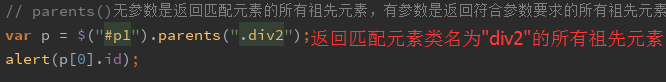 // parents()无参数是返回匹配元素的所有祖先元素，有参数是返回符合参数要求的所有祖先元素
var p = $("#p1").parents(".div2");返回匹配元素类名为"div2"的所有祖先元素
alert(p[0].id);